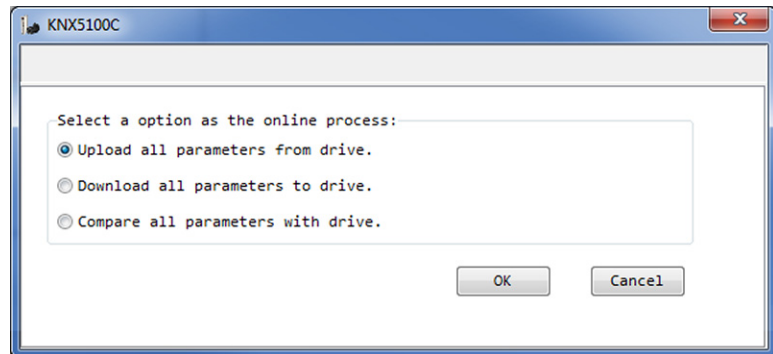 KNX5100C
Select a option as the online process:
Upload all parameters from drive.
Download all parameters to drive.
Compare all parameters with drive.
OK Cancel